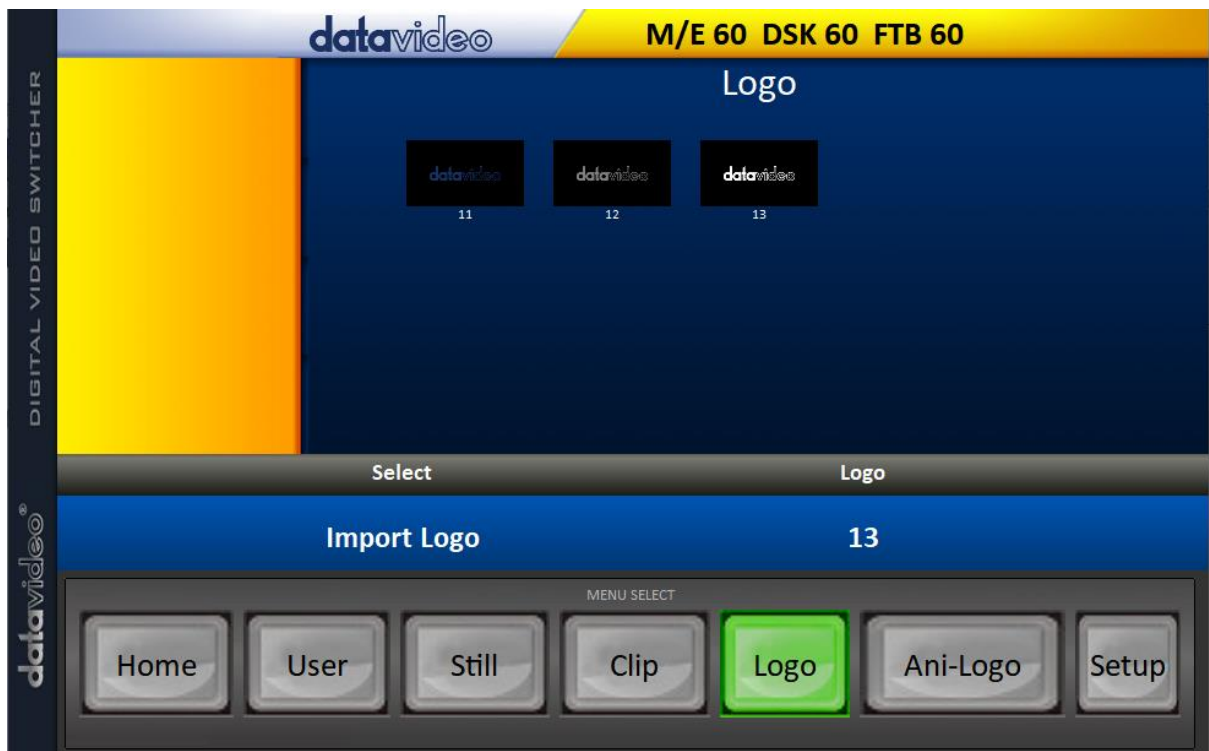 datavideo M/E 60 DSK 60 FTB 60
DIGITAL VIDEO SWITCHER
datavideo®
Logo
datavideo datavideo datavideo
11 12 13
Select Logo
Import Logo 13
MENU SELECT
Home User Still Clip Logo Ani-Logo Setup